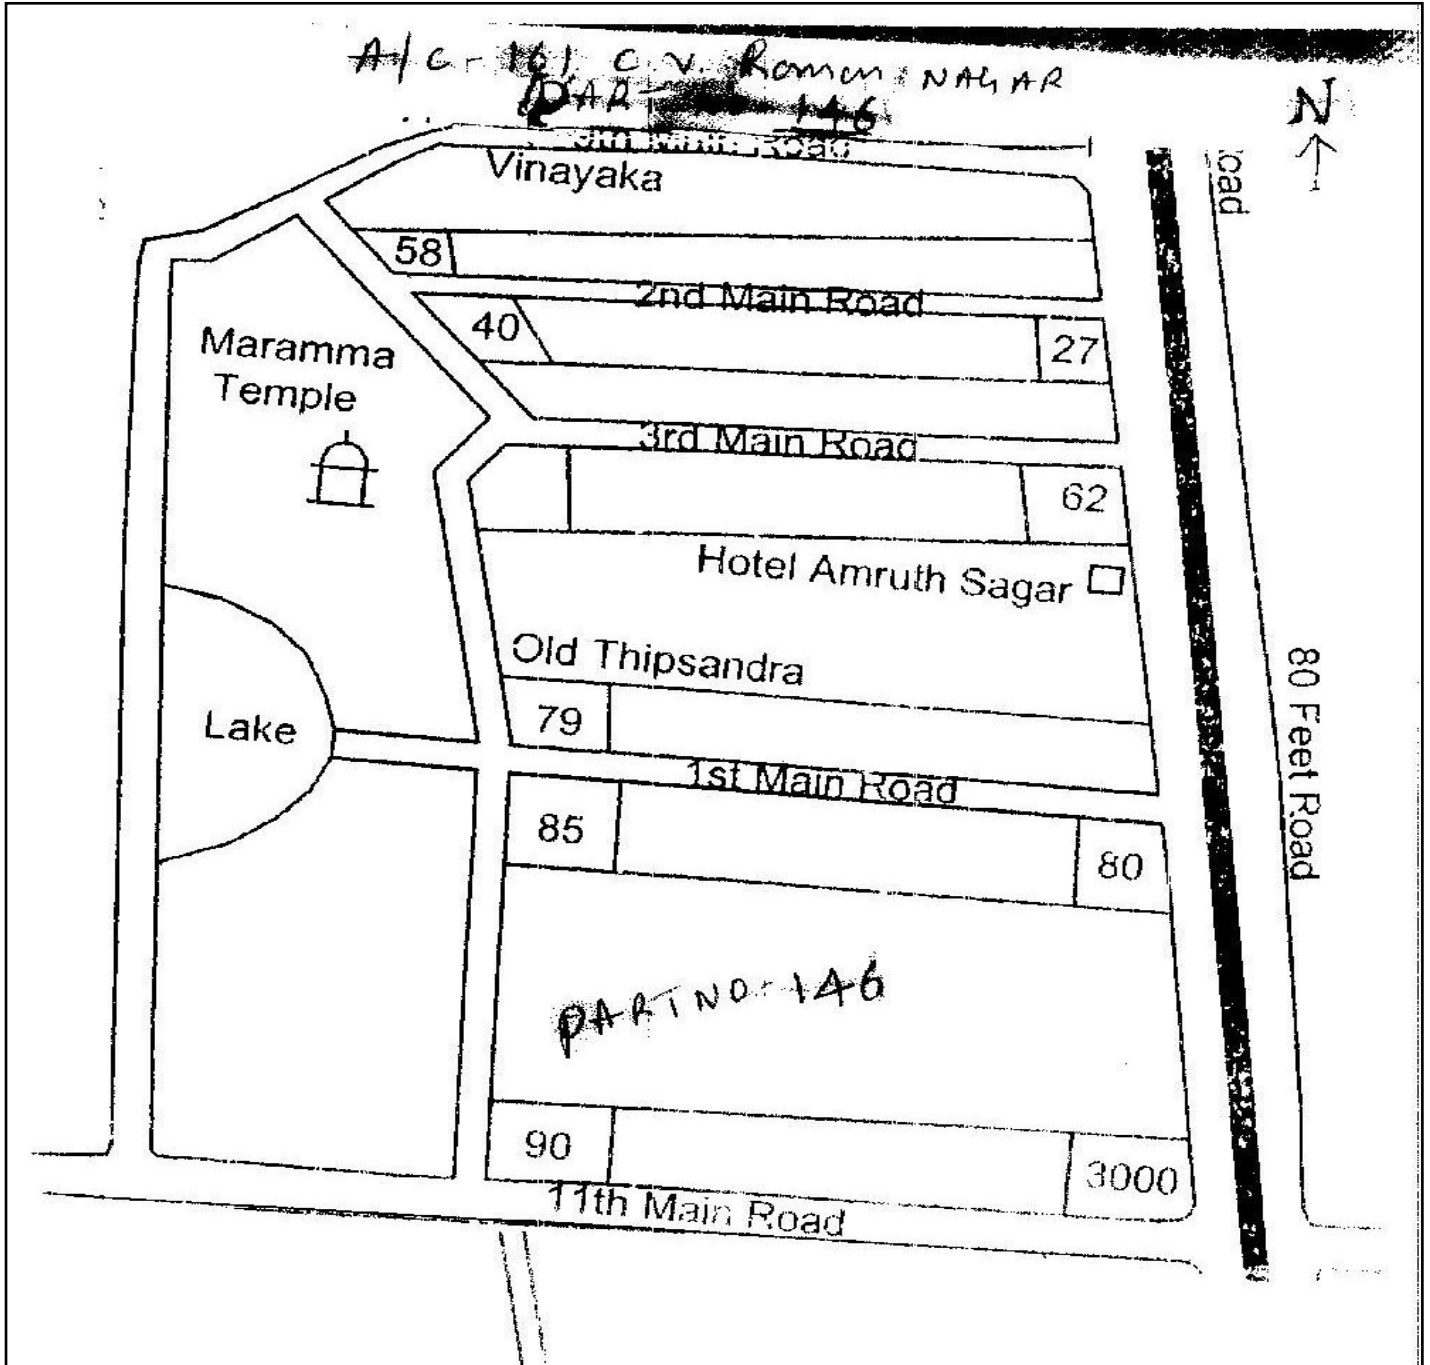 A/C - 161 C. V. Raman NAGAR
PART 146
N
Road
Vinayaka
58
2nd Main Road
40
27
Maramma
Temple
3rd Main Road
62
Hotel Amruth Sagar
Old Thipsandra
79
Lake
1st Main Road
80 Feet Road
85
80
PART NO - 146
90
3000
11th Main Road